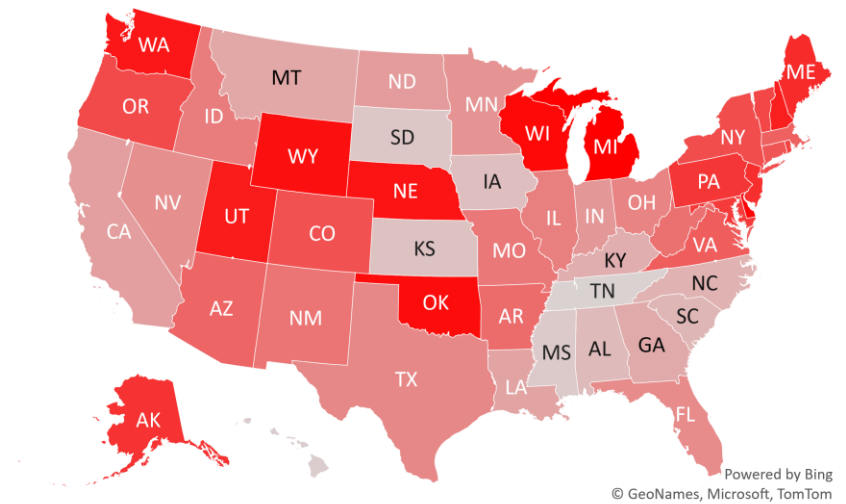 WA
ME
MT
ND
OR
MN
ID
WI
NY
SD
MI
WY
PA
IA
NE
NV
OH
IL
IN
UT
CA
CO
VA
KS
MO
KY
NC
TN
OK
AZ
NM
AR
SC
MS
AL
GA
TX
LA
FL
AK
Powered by Bing
© GeoNames, Microsoft, TomTom